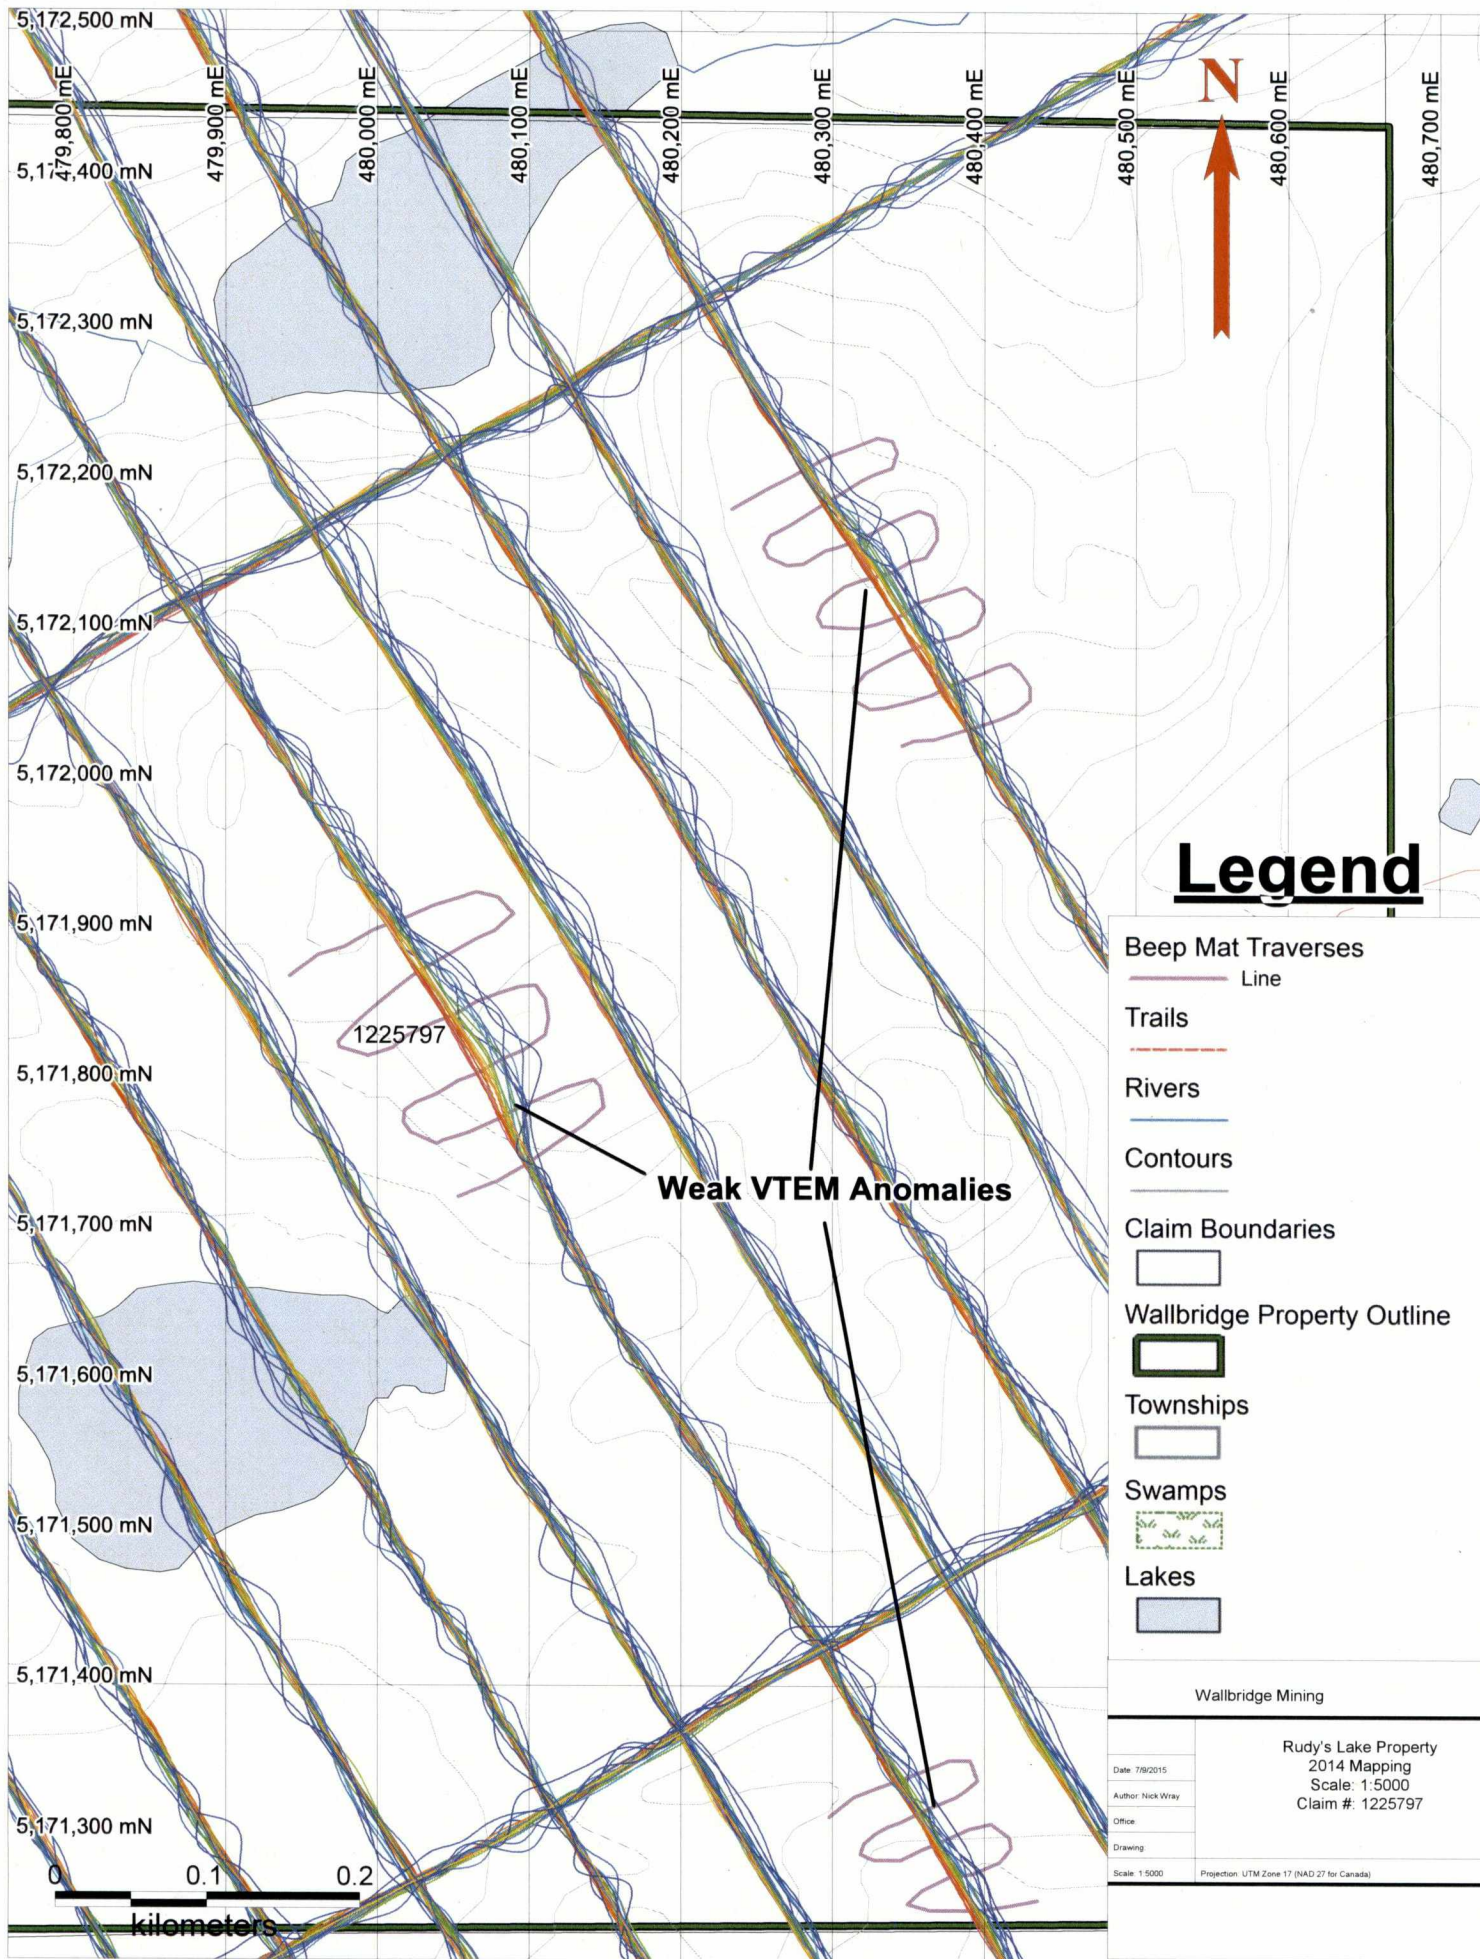 5,172,500 mN
479,800 mE
479,900 mE
480,000 mE
480,100 mE
480,200 mE
480,300 mE
480,400 mE
480,500 mE
480,600 mE
480,700 mE
N
5,172,400 mN
5,172,300 mN
5,172,200 mN
5,172,100 mN
5,172,000 mN
5,171,900 mN
1225797
5,171,800 mN
Weak VTEM Anomalies
5,171,700 mN
5,171,600 mN
5,171,500 mN
5,171,400 mN
5,171,300 mN
0 0.1 0.2
kilometers
Legend
Beep Mat Traverses
Line
Trails
Rivers
Contours
Claim Boundaries
Wallbridge Property Outline
Townships
Swamps
Lakes
Wallbridge Mining
Rudy's Lake Property
2014 Mapping
Scale: 1:5000
Claim #: 1225797
Date: 7/9/2015
Author: Nick Wray
Office:
Drawing:
Scale: 1:5000
Projection: UTM Zone 17 (NAD 27 for Canada)